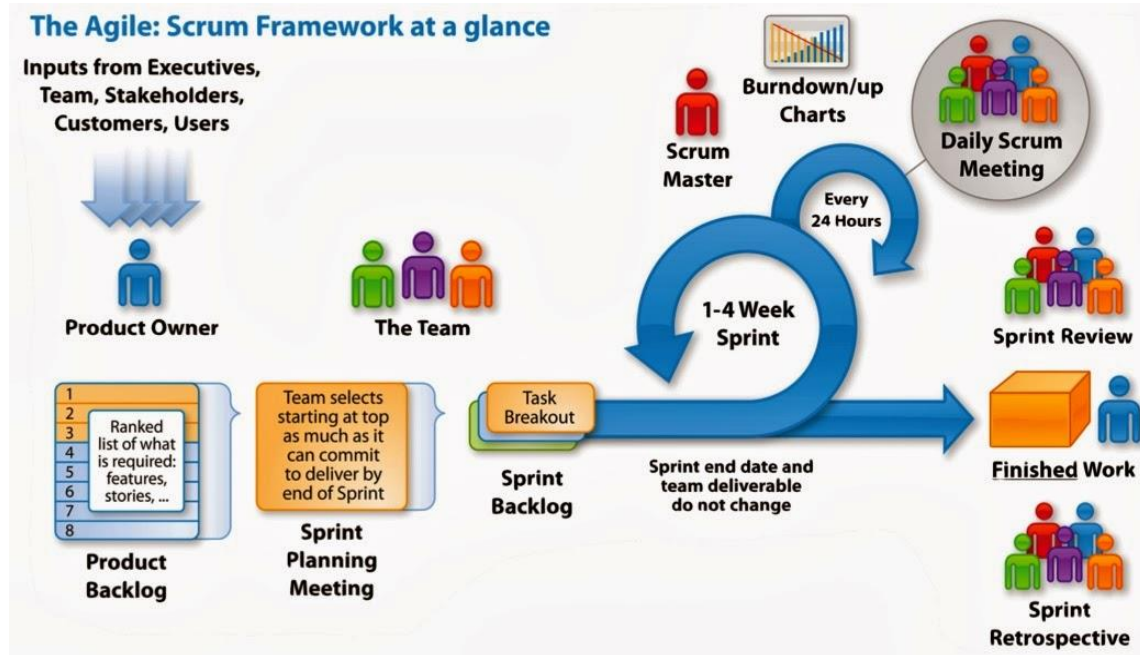 The Agile: Scrum Framework at a glance
Inputs from Executives,
Team, Stakeholders,
Customers, Users
Product Owner
The Team
Scrum
Master
Burndown/up
Charts
Daily Scrum
Meeting
Every
24 Hours
1-4 Week
Sprint
Sprint Review
1
2
3
4
5
6
7
8
Ranked
list of what
is required:
features,
stories, ...
Product
Backlog
Team selects
starting at top
as much as it
can commit
to deliver by
end of Sprint
Sprint
Planning
Meeting
Task
Breakout
Sprint
Backlog
Sprint end date and
team deliverable
do not change
Finished Work
Sprint
Retrospective